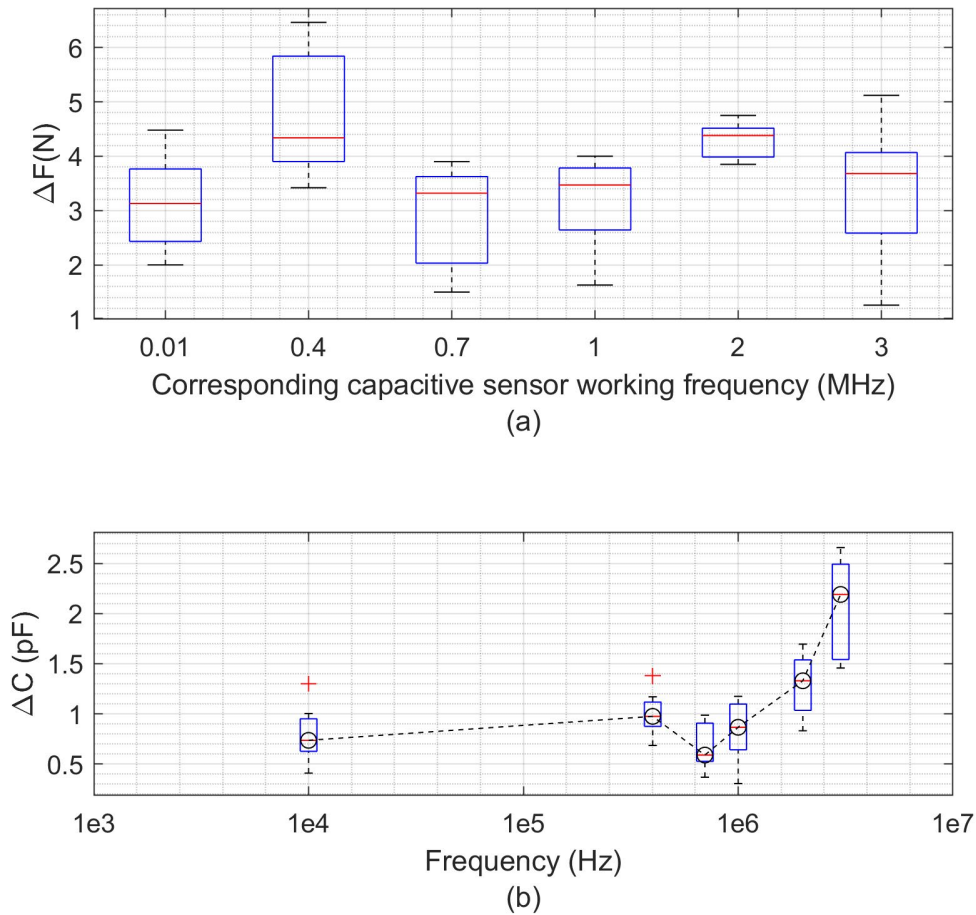 6
5
4
3
2
1
ΔF(N)
0.01 0.4 0.7 1 2 3
Corresponding capacitive sensor working frequency (MHz)
(a)
2.5
2
1.5
1
0.5
ΔC (pF)
1e3 1e4 1e5 1e6 1e7
Frequency (Hz)
(b)